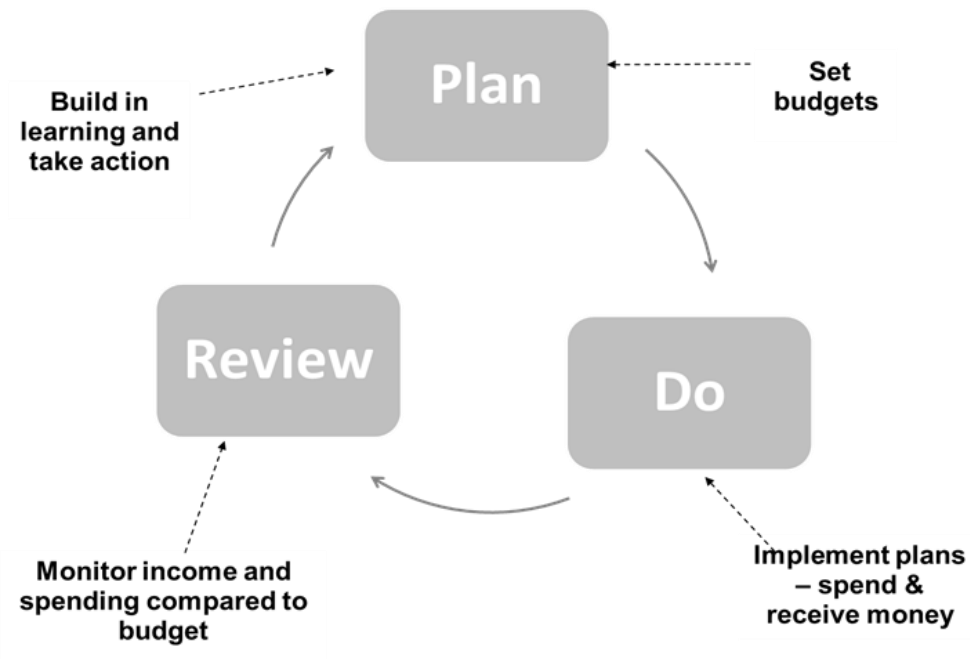 Plan
Set
budgets
Build in
learning and
take action
Review
Do
Monitor income and
spending compared to
budget
Implement plans
– spend &
receive money